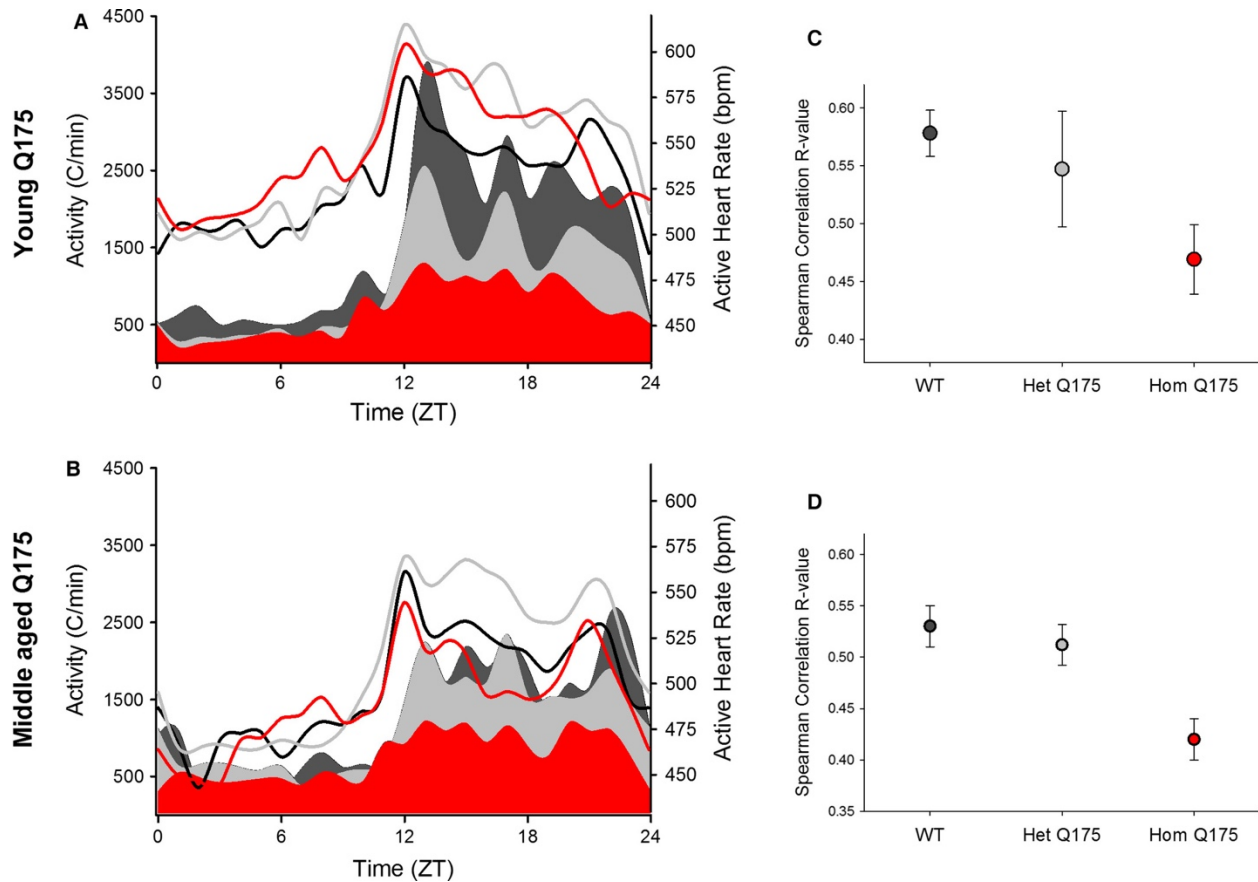 A
Young Q175
Activity (C/min)
4500
3500
2500
1500
500
Active Heart Rate (bpm)
600
575
550
525
500
475
450
0 6 12 18 24
Time (ZT)
C
Spearman Correlation R-value
0.60
0.55
0.50
0.45
0.40
WT Het Q175 Hom Q175
B
Middle aged Q175
Activity (C/min)
4500
3500
2500
1500
500
Active Heart Rate (bpm)
600
575
550
525
500
475
450
0 6 12 18 24
Time (ZT)
D
Spearman Correlation R-value
0.60
0.55
0.50
0.45
0.40
0.35
WT Het Q175 Hom Q175